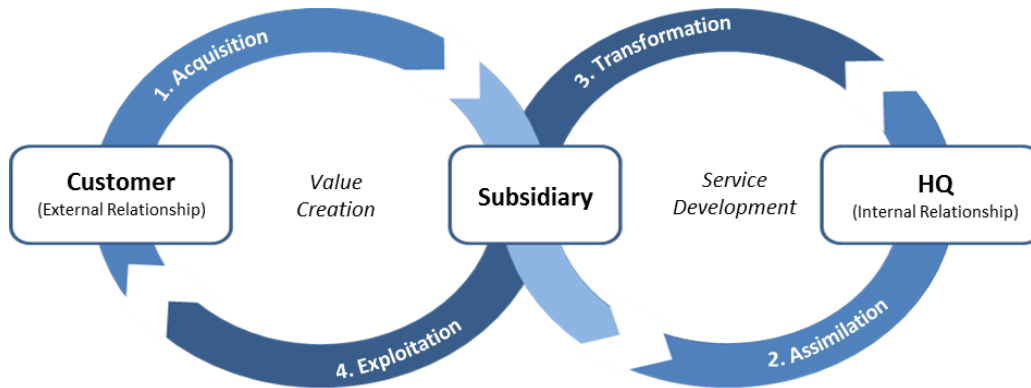 1. Acquisition
3. Transformation
Customer
(External Relationship)
Value
Creation
Subsidiary
Service
Development
HQ
(Internal Relationship)
4. Exploitation
2. Assimilation